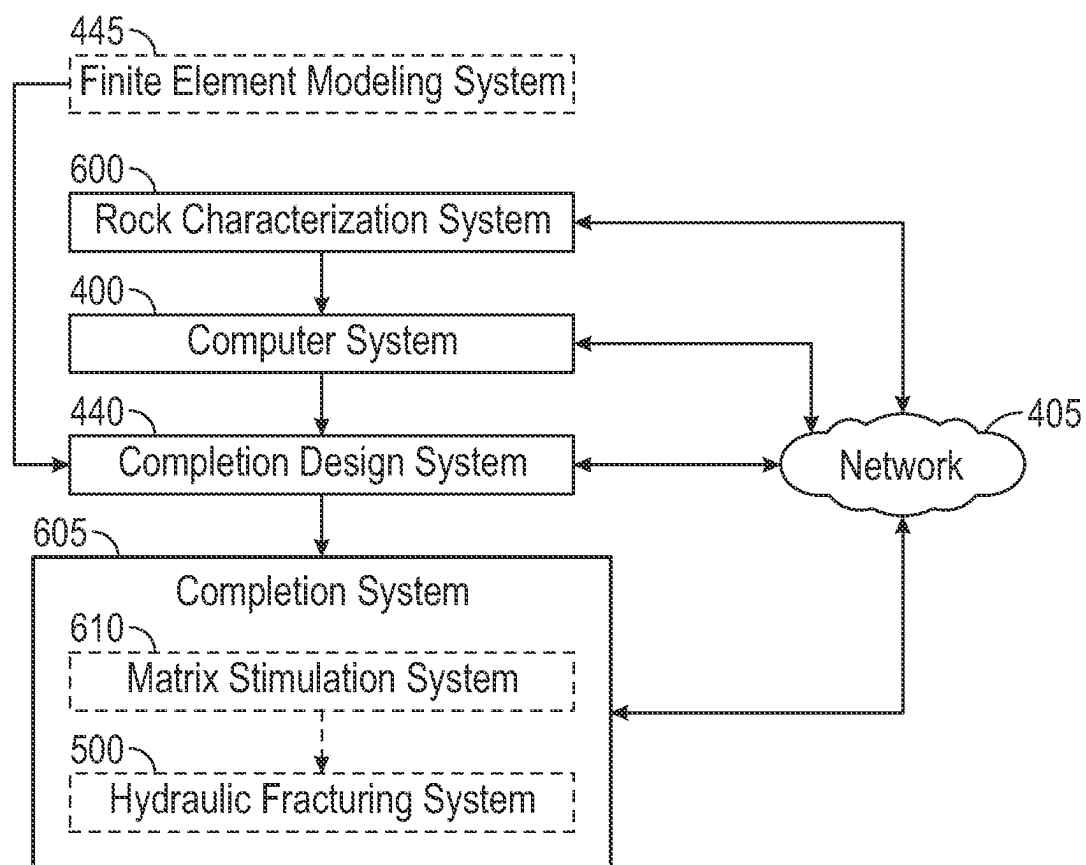 445
Finite Element Modeling System
600
Rock Characterization System
400
Computer System
440
Completion Design System
405
Network
605
Completion System
610
Matrix Stimulation System
500
Hydraulic Fracturing System